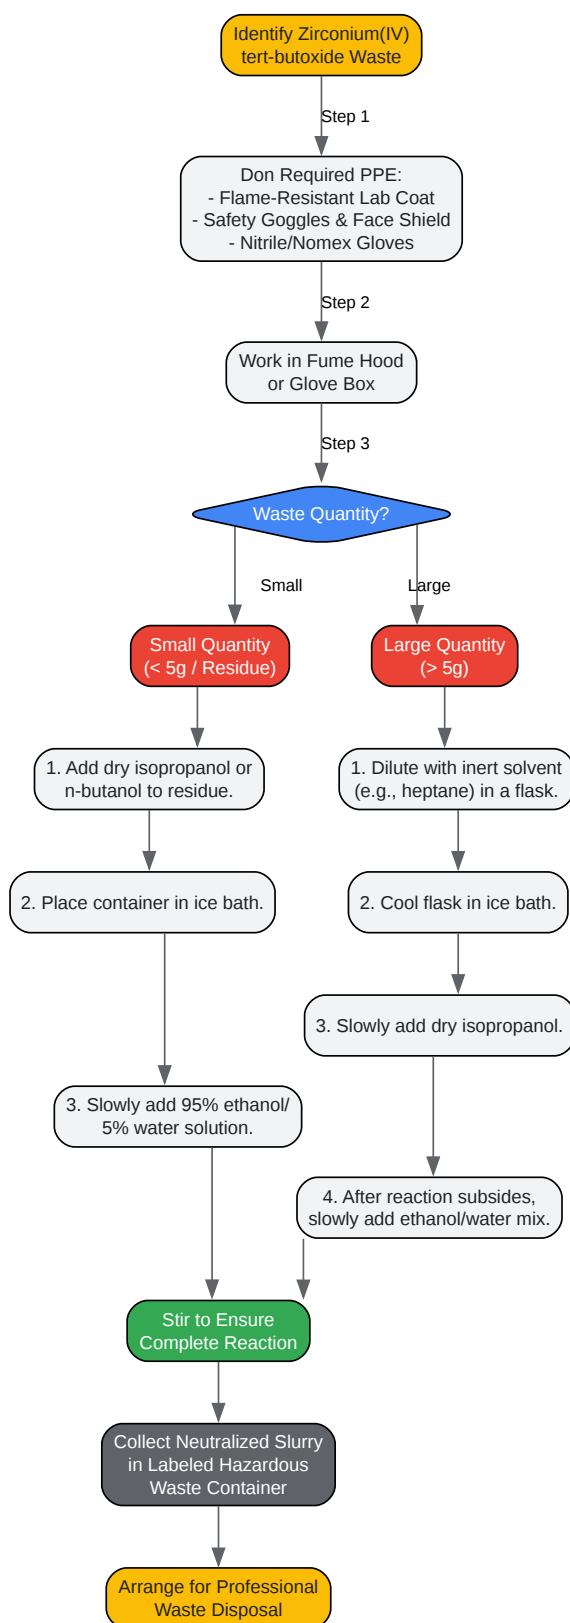 Identify Zirconium(IV)
tert-butoxide Waste
Step 1
Don Required PPE:
- Flame-Resistant Lab Coat
- Safety Goggles & Face Shield
- Nitrile/Nomex Gloves
Step 2
Work in Fume Hood
or Glove Box
Step 3
Waste Quantity?
Small
Large
Small Quantity
(< 5g / Residue)
Large Quantity
(> 5g)
1. Add dry isopropanol or
n-butanol to residue.
1. Dilute with inert solvent
(e.g., heptane) in a flask.
2. Place container in ice bath.
2. Cool flask in ice bath.
3. Slowly add dry isopropanol.
3. Slowly add 95% ethanol/
5% water solution.
4. After reaction subsides,
slowly add ethanol/water mix.
Stir to Ensure
Complete Reaction
Collect Neutralized Slurry
in Labeled Hazardous
Waste Container
Arrange for Professional
Waste Disposal